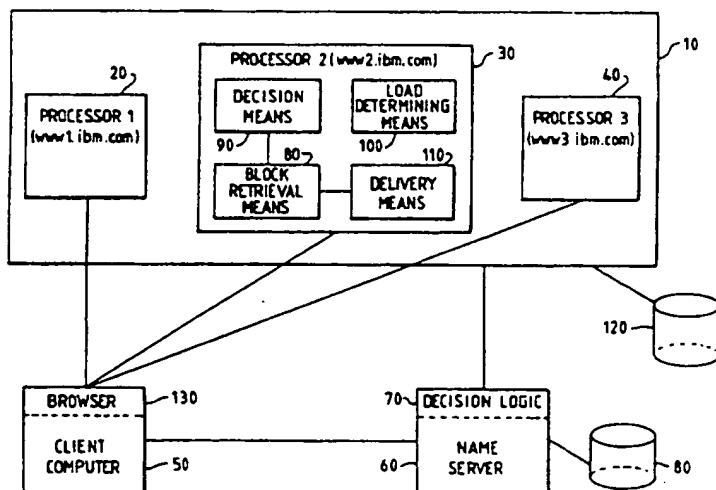 10
20
PROCESSOR 1
(www1.ibm.com)
PROCESSOR 2 (www2.ibm.com)
30
DECISION
MEANS
90
LOAD
DETERMINING
MEANS
100
80
BLOCK
RETRIEVAL
MEANS
110
DELIVERY
MEANS
40
PROCESSOR 3
(www3.ibm.com)
120
BROWSER
130
CLIENT
COMPUTER
50
70
DECISION LOGIC
60
NAME
SERVER
80